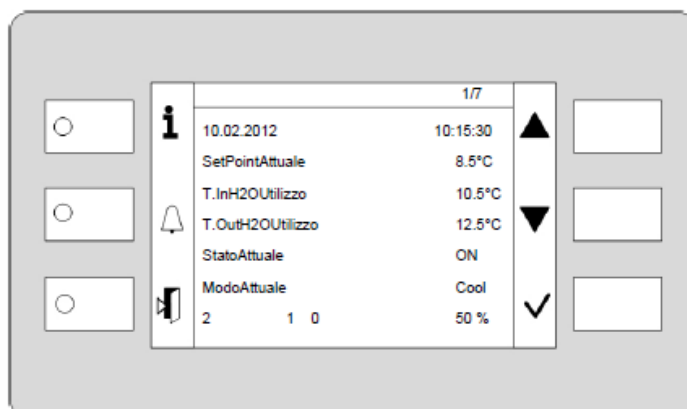 1/7
10.02.2012 10:15:30
SetPointAttuale 8.5°C
T.InH2OUtilizzo 10.5°C
T.OutH2OUtilizzo 12.5°C
StatoAttuale ON
ModoAttuale Cool
2 1 0 50 %